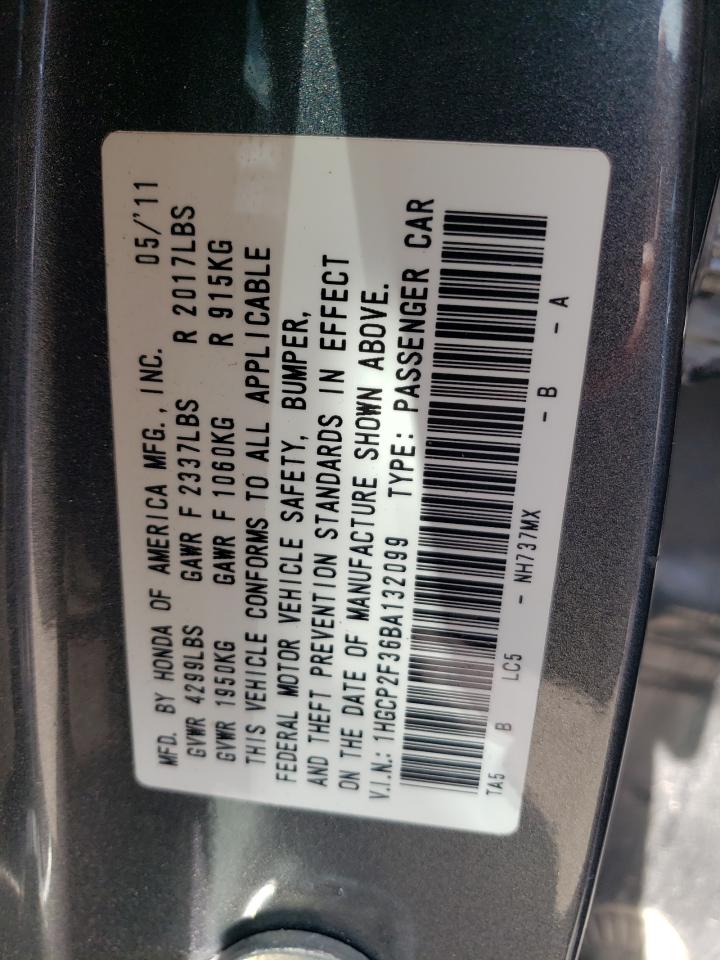 MFD. BY HONDA OF AMERICA MFG., INC. 05/'11
GVWR 4299LBS GAWR F 2337LBS R 2017LBS
GVWR 1950KG GAWR F 1060KG R 915KG
THIS VEHICLE CONFORMS TO ALL APPLICABLE
FEDERAL MOTOR VEHICLE SAFETY, BUMPER,
AND THEFT PREVENTION STANDARDS IN EFFECT
ON THE DATE OF MANUFACTURE SHOWN ABOVE.
V.I.N.: 1HGCP2F36BA132099 TYPE: PASSENGER CAR
TA5 B LC5 - NH737MX - B - A